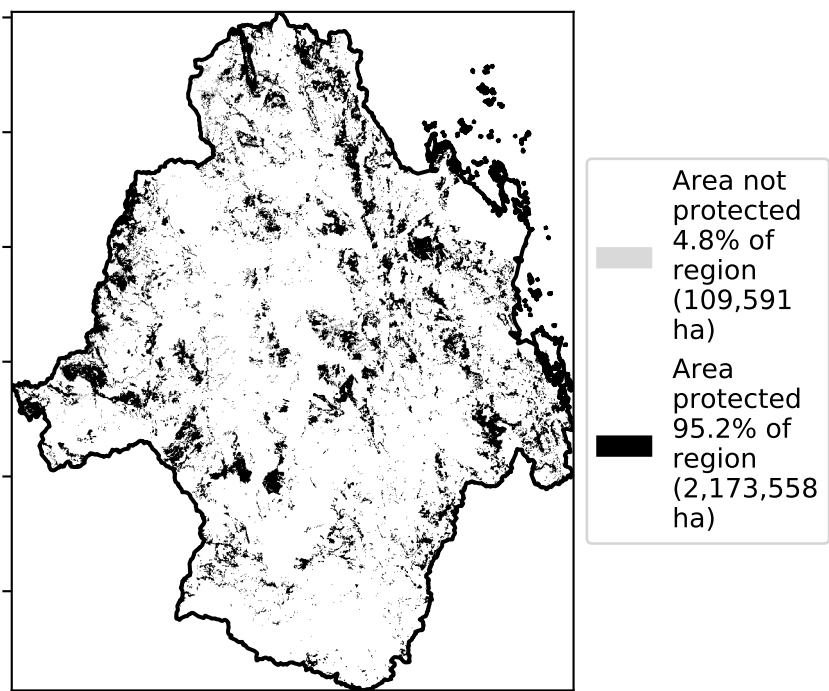 Area not
protected
4.8% of
region
(109,591
ha)
Area
protected
95.2% of
region
(2,173,558
ha)